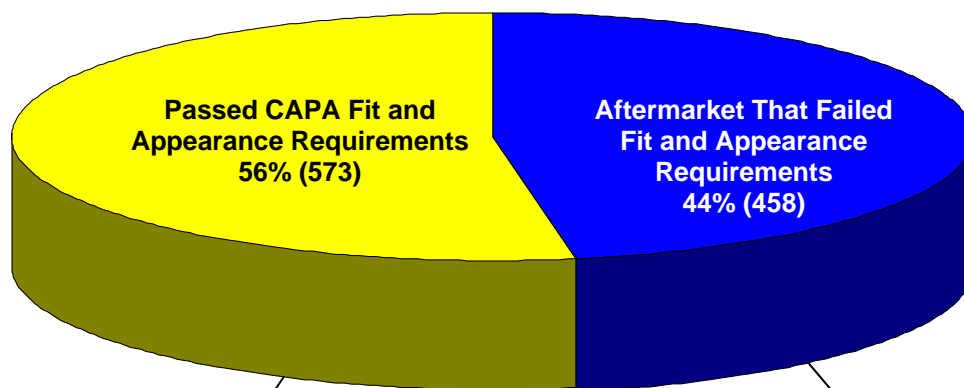 Passed CAPA Fit and
Appearance Requirements
56% (573)
Aftermarket That Failed
Fit and Appearance
Requirements
44% (458)